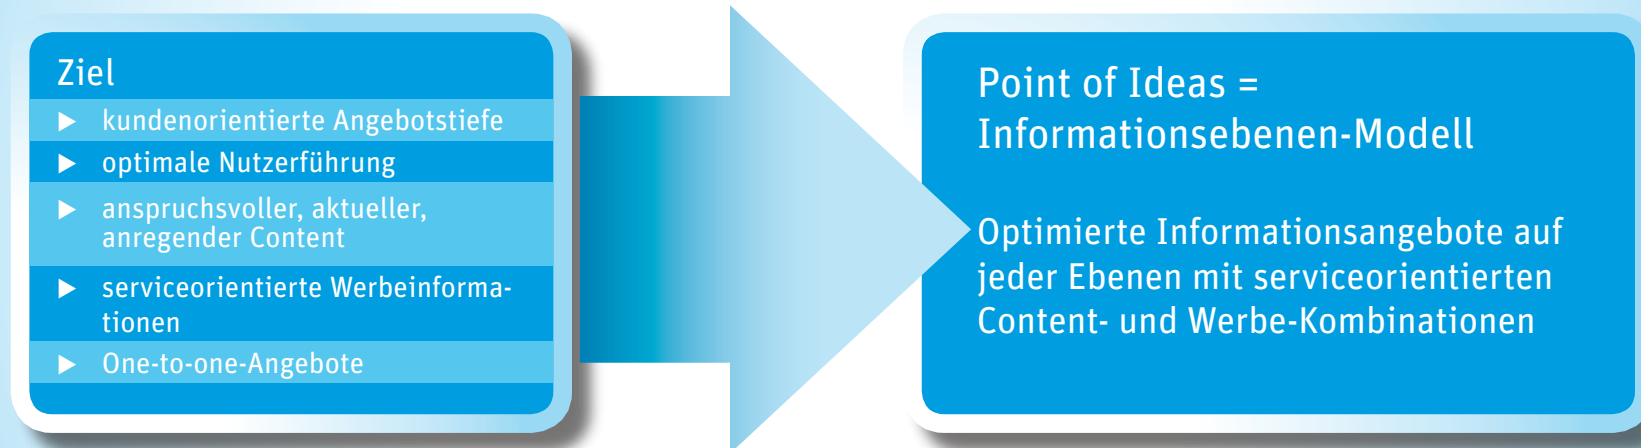 Ziel
▶ kundenorientierte Angebotstiefe
▶ optimale Nutzerführung
▶ anspruchsvoller, aktueller,
anregender Content
▶ serviceorientierte Werbeinforma-
tionen
▶ One-to-one-Angebote
Point of Ideas =
Informationsebenen-Modell
Optimierte Informationsangebote auf
jeder Ebenen mit serviceorientierten
Content- und Werbe-Kombinationen